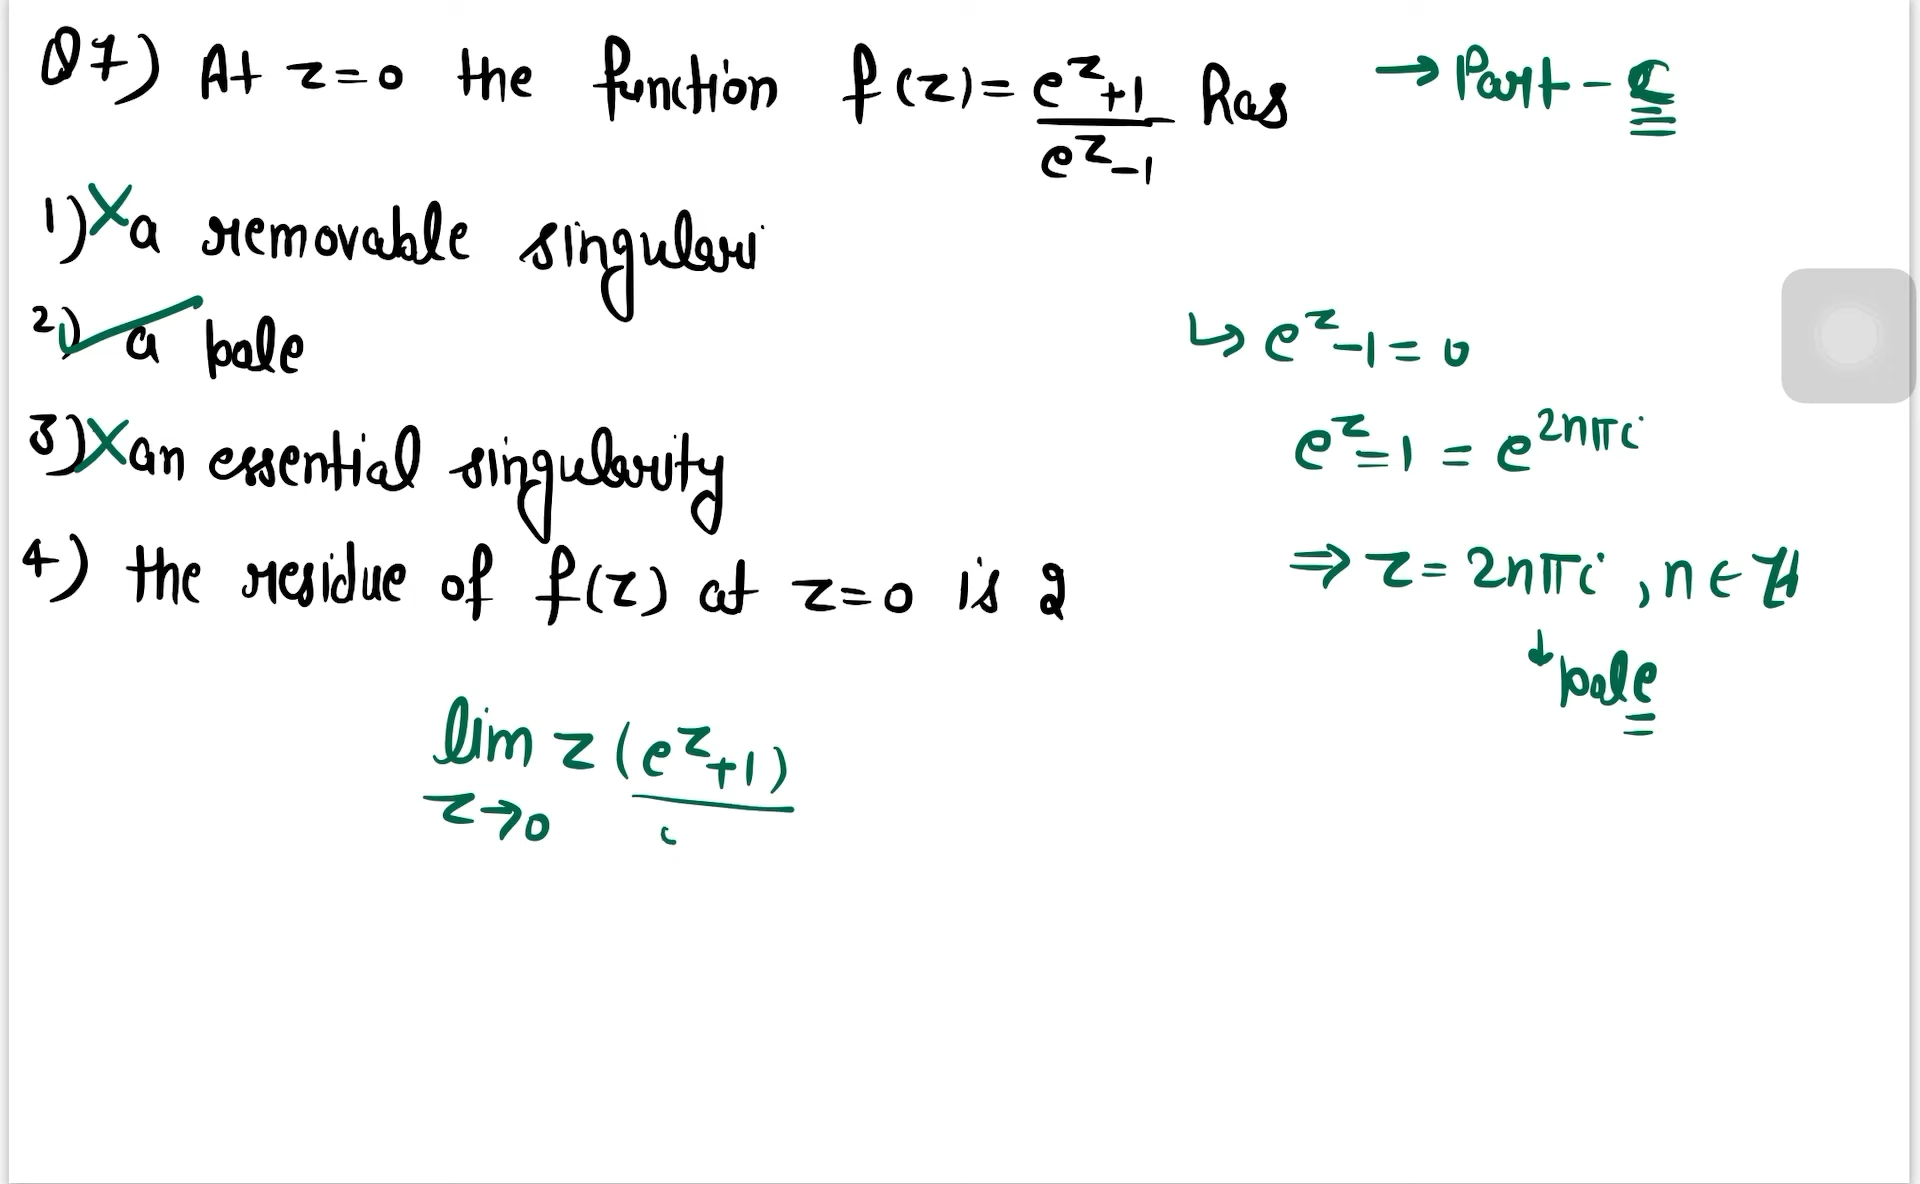 Q7) At z=0 the function f(z)= e^z+1 / e^z-1 has → Part-C
1) X a removable singulari
2) ✓ a pole
3) X an essential singularity
4) the residue of f(z) at z=0 is 2
↳ e^z-1=0
e^z=1 = e^2nπi
⇒ z=2nπi, n∈ℤ
↓ pole
lim z→0 z (e^z+1)